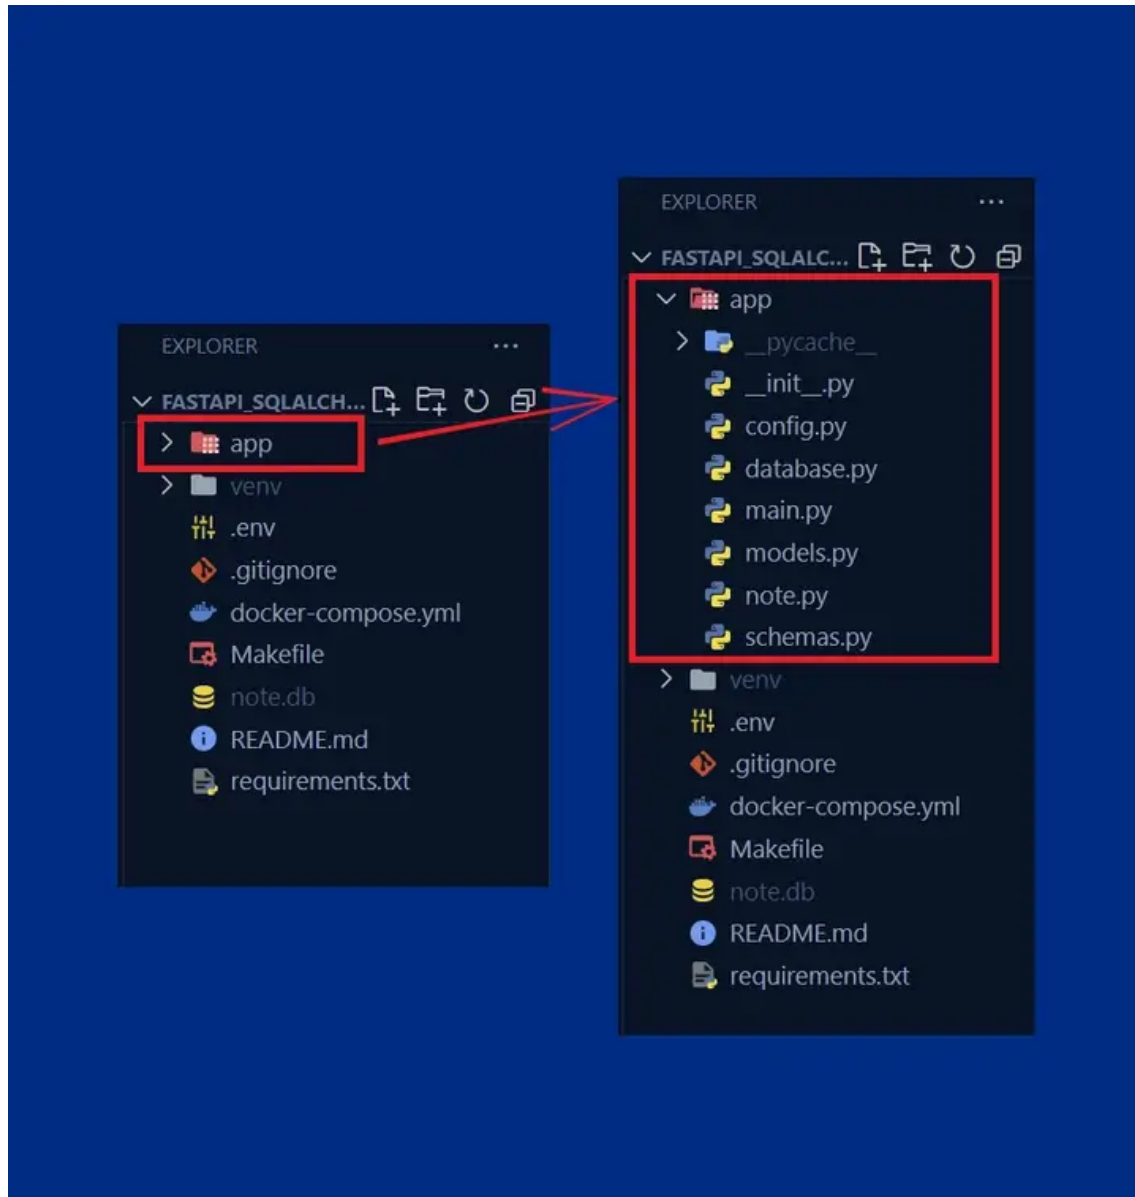 EXPLORER
FASTAPI_SQLALCH...
app
venv
.env
.gitignore
docker-compose.yml
Makefile
note.db
README.md
requirements.txt
EXPLORER
FASTAPI_SQLALC...
app
__pycache__
__init__.py
config.py
database.py
main.py
models.py
note.py
schemas.py
venv
.env
.gitignore
docker-compose.yml
Makefile
note.db
README.md
requirements.txt